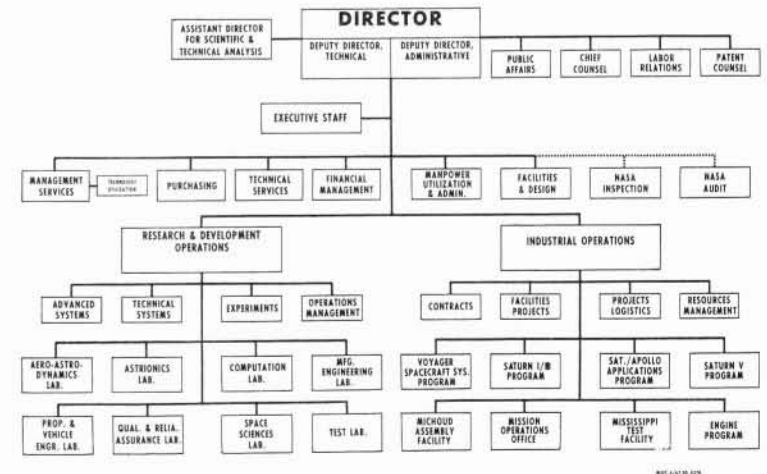 DIRECTOR
DEPUTY DIRECTOR,
TECHNICAL
DEPUTY DIRECTOR,
ADMINISTRATIVE
ASSISTANT DIRECTOR
FOR SCIENTIFIC &
TECHNICAL ANALYSIS
PUBLIC
AFFAIRS
CHIEF
COUNSEL
LABOR
RELATIONS
PATENT
COUNSEL
EXECUTIVE STAFF
MANAGEMENT
SERVICES
TECHNOLOGY
UTILIZATION
PURCHASING
TECHNICAL
SERVICES
FINANCIAL
MANAGEMENT
MANPOWER
UTILIZATION
& ADMIN.
FACILITIES
& DESIGN
NASA
INSPECTION
NASA
AUDIT
RESEARCH & DEVELOPMENT
OPERATIONS
INDUSTRIAL OPERATIONS
ADVANCED
SYSTEMS
TECHNICAL
SYSTEMS
EXPERIMENTS
OPERATIONS
MANAGEMENT
CONTRACTS
FACILITIES
PROJECTS
PROJECTS
LOGISTICS
RESOURCES
MANAGEMENT
AERO-ASTRO-
DYNAMICS
LAB.
ASTRIONICS
LAB.
COMPUTATION
LAB.
MFG.
ENGINEERING
LAB.
VOYAGER
SPACECRAFT SYS.
PROGRAM
SATURN I/IB
PROGRAM
SAT./APOLLO
APPLICATIONS
PROGRAM
SATURN V
PROGRAM
PROP. &
VEHICLE
ENGR. LAB.
QUAL. & RELIA.
ASSURANCE LAB.
SPACE
SCIENCES
LAB.
TEST LAB.
MICHOUD
ASSEMBLY
FACILITY
MISSION
OPERATIONS
OFFICE
MISSISSIPPI
TEST
FACILITY
ENGINE
PROGRAM